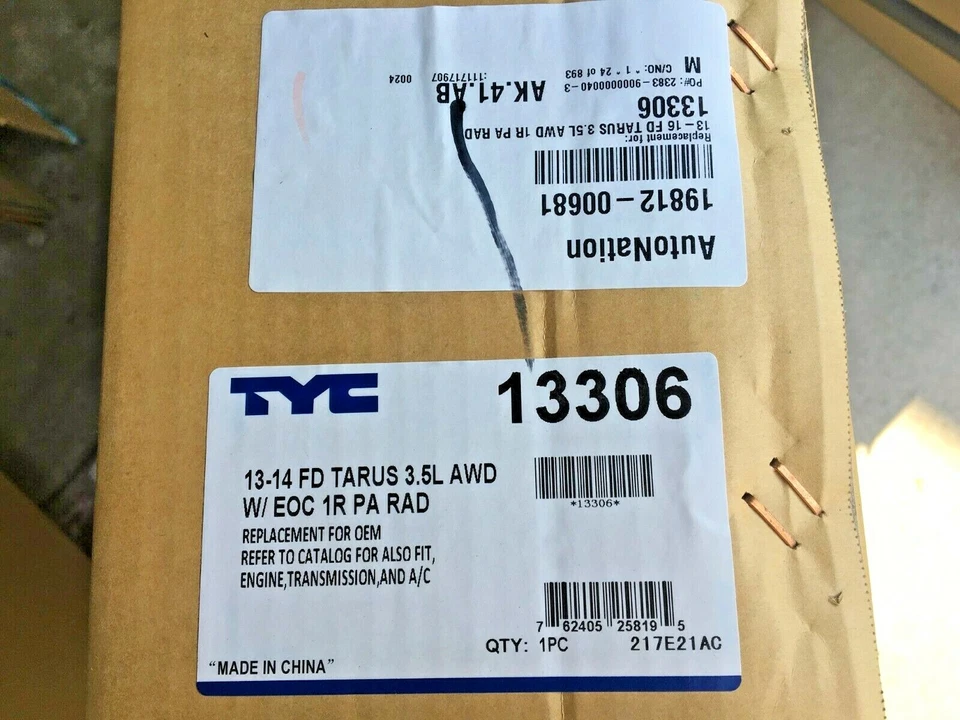 AutoNation
19812-00681
Replacement for:
13-16 FD TARUS 3.5L AWD 1R PA RAD
13306
PO#: 2383-900000040-3 AK.41.AB
M C/NO: * 1 * 24 of 893 :111717907 0024
TYC 13306
13-14 FD TARUS 3.5L AWD
W/ EOC 1R PA RAD
*13306*
REPLACEMENT FOR OEM
REFER TO CATALOG FOR ALSO FIT,
ENGINE,TRANSMISSION,AND A/C
7 62405 25819 5
QTY: 1PC 217E21AC
“MADE IN CHINA”